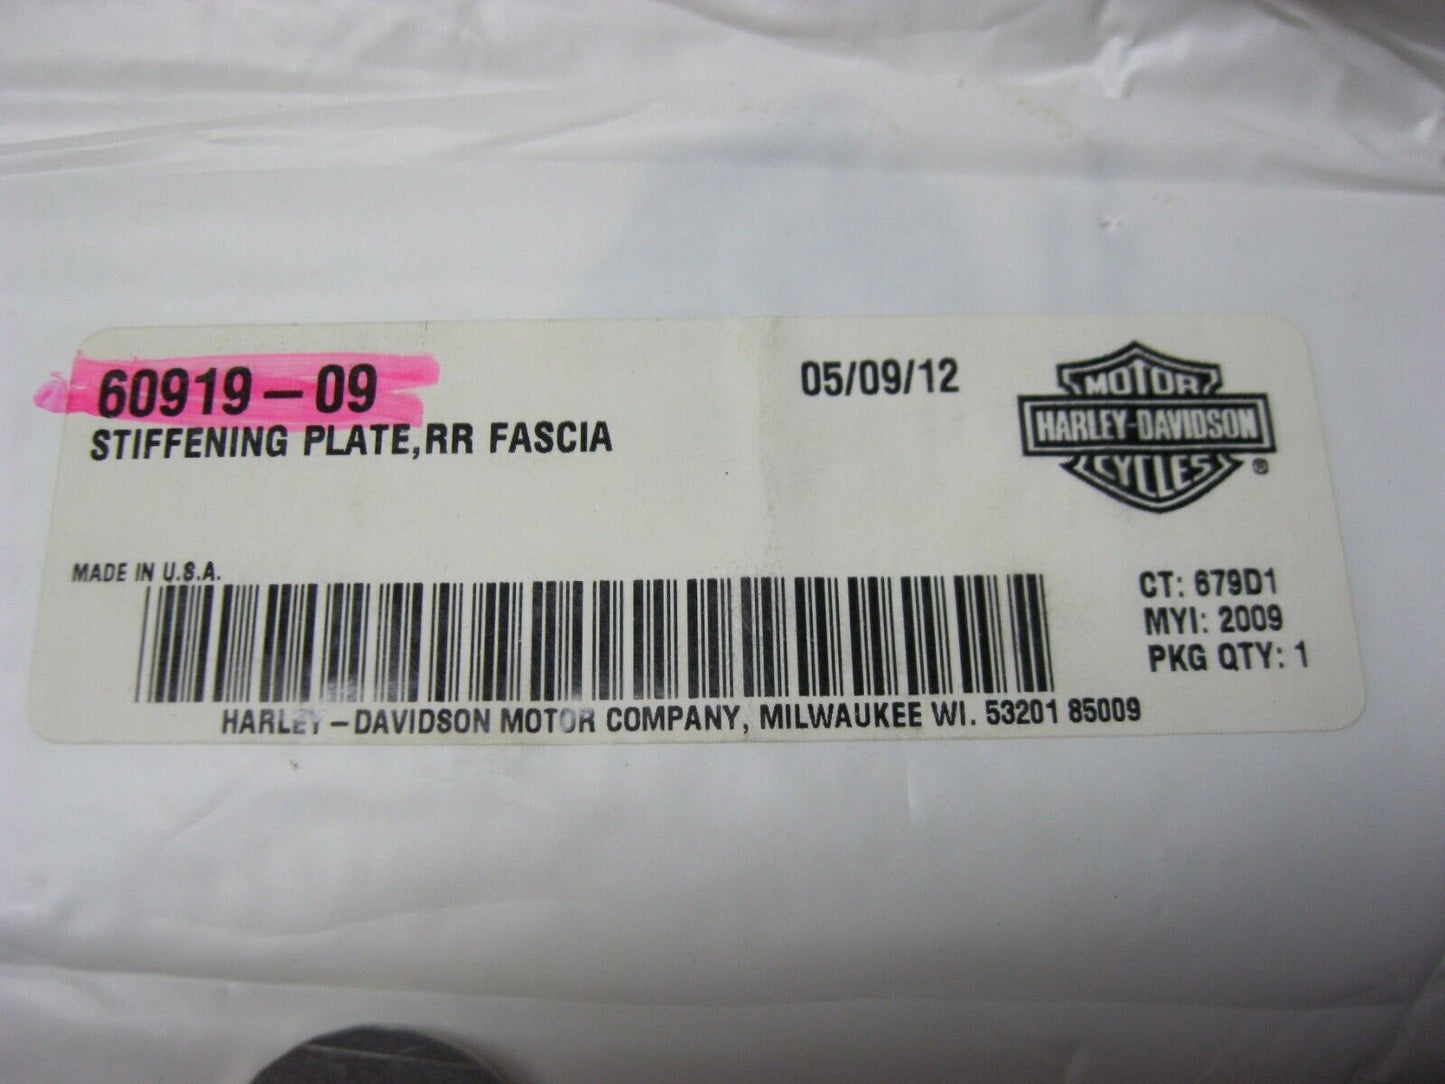 60919-09
05/09/12
STIFFENING PLATE,RR FASCIA
MOTOR
HARLEY-DAVIDSON
CYCLES
®
MADE IN U.S.A.
CT: 679D1
MYI: 2009
PKG QTY: 1
HARLEY-DAVIDSON MOTOR COMPANY, MILWAUKEE WI. 53201 85009